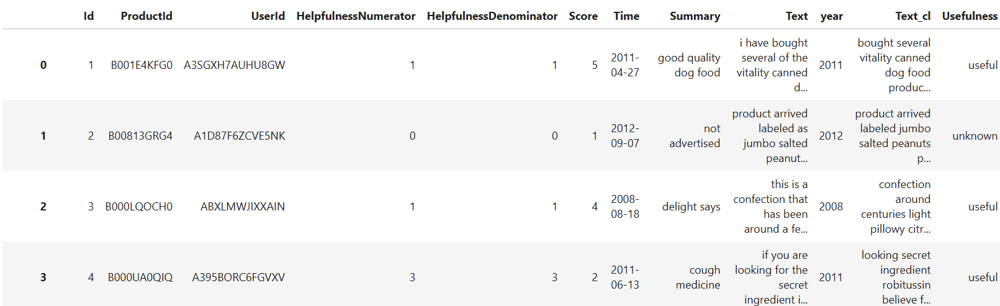 Id ProductId UserId HelpfulnessNumerator HelpfulnessDenominator Score Time Summary Text year Text_cl Usefulness
0 1 B001E4KFG0 A3SGXH7AUHU8GW 1 1 5 2011-04-27 good quality dog food i have bought several of the vitality canned d... 2011 bought several vitality canned dog food produc... useful
1 2 B00813GRG4 A1D87F6ZCVE5NK 0 0 1 2012-09-07 not advertised product arrived labeled as jumbo salted peanut... 2012 product arrived labeled jumbo salted peanuts p... unknown
2 3 B000LQOCH0 ABXLMWJIXXAIN 1 1 4 2008-08-18 delight says this is a confection that has been around a fe... 2008 confection around centuries light pillowy citr... useful
3 4 B000UA0QIQ A395BORC6FGVXV 3 3 2 2011-06-13 cough medicine if you are looking for the secret ingredient i... 2011 looking secret ingredient robitussin believe f... useful